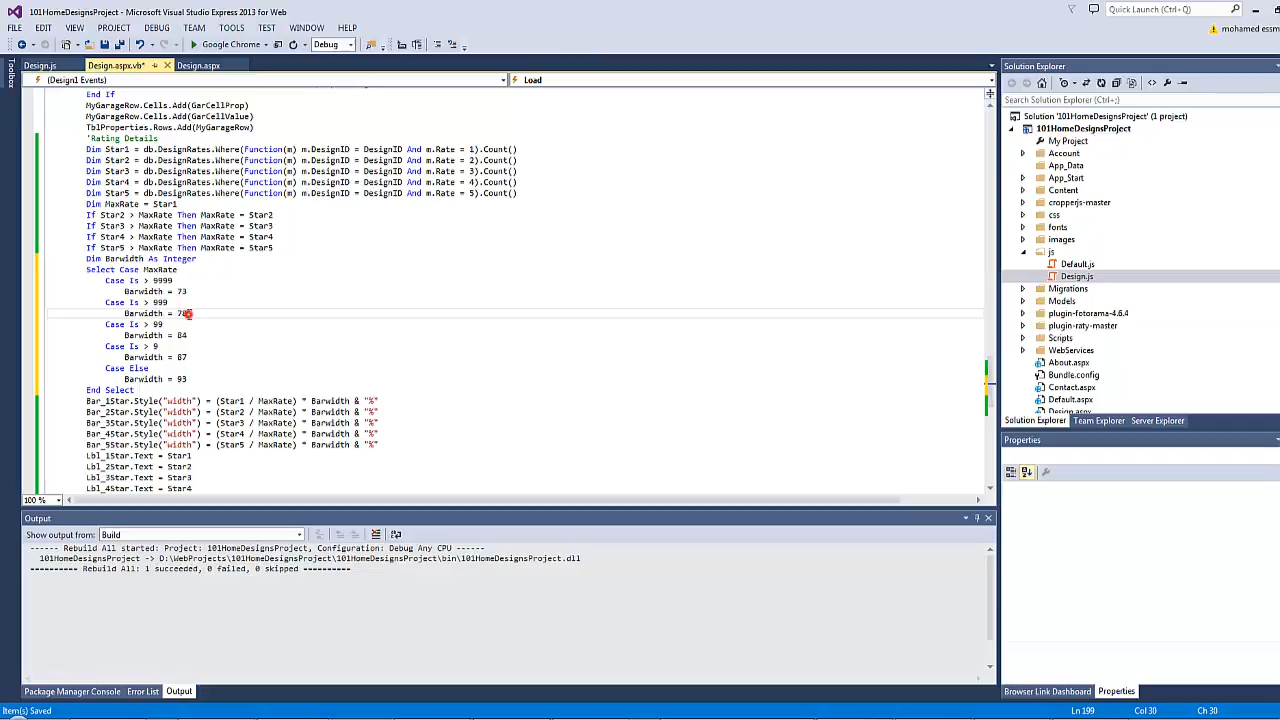 101HomeDesignsProject - Microsoft Visual Studio Express 2013 for Web
Quick Launch (Ctrl+Q)
FILE EDIT VIEW PROJECT DEBUG TEAM TOOLS TEST WINDOW HELP
mohamed essm
Google Chrome Debug
Toolbox
Design.js Design.aspx.vb* Design.aspx
(Design1 Events) Load
End If
MyGarageRow.Cells.Add(GarCellProp)
MyGarageRow.Cells.Add(GarCellValue)
TblProperties.Rows.Add(MyGarageRow)
'Rating Details
Dim Star1 = db.DesignRates.Where(Function(m) m.DesignID = DesignID And m.Rate = 1).Count()
Dim Star2 = db.DesignRates.Where(Function(m) m.DesignID = DesignID And m.Rate = 2).Count()
Dim Star3 = db.DesignRates.Where(Function(m) m.DesignID = DesignID And m.Rate = 3).Count()
Dim Star4 = db.DesignRates.Where(Function(m) m.DesignID = DesignID And m.Rate = 4).Count()
Dim Star5 = db.DesignRates.Where(Function(m) m.DesignID = DesignID And m.Rate = 5).Count()
Dim MaxRate = Star1
If Star2 > MaxRate Then MaxRate = Star2
If Star3 > MaxRate Then MaxRate = Star3
If Star4 > MaxRate Then MaxRate = Star4
If Star5 > MaxRate Then MaxRate = Star5
Dim Barwidth As Integer
Select Case MaxRate
Case Is > 9999
Barwidth = 73
Case Is > 999
Barwidth =
Case Is > 99
Barwidth = 84
Case Is > 9
Barwidth = 87
Case Else
Barwidth = 93
End Select
Bar_1Star.Style("width") = (Star1 / MaxRate) * Barwidth & "%"
Bar_2Star.Style("width") = (Star2 / MaxRate) * Barwidth & "%"
Bar_3Star.Style("width") = (Star3 / MaxRate) * Barwidth & "%"
Bar_4Star.Style("width") = (Star4 / MaxRate) * Barwidth & "%"
Bar_5Star.Style("width") = (Star5 / MaxRate) * Barwidth & "%"
Lbl_1Star.Text = Star1
Lbl_2Star.Text = Star2
Lbl_3Star.Text = Star3
Lbl_4Star.Text = Star4
100 %
Output
Show output from: Build
------ Rebuild All started: Project: 101HomeDesignsProject, Configuration: Debug Any CPU ------
101HomeDesignsProject -> D:\WebProjects\101HomeDesignsProject\101HomeDesignsProject\bin\101HomeDesignsProject.dll
========== Rebuild All: 1 succeeded, 0 failed, 0 skipped ==========
Package Manager Console Error List Output
Solution Explorer
Search Solution Explorer (Ctrl+;)
Solution '101HomeDesignsProject' (1 project)
101HomeDesignsProject
My Project
Account
App_Data
App_Start
Content
cropperjs-master
css
fonts
images
js
Default.js
Design.js
Migrations
Models
plugin-fotorama-4.6.4
plugin-raty-master
Scripts
WebServices
About.aspx
Bundle.config
Contact.aspx
Default.aspx
Design.aspx
Solution Explorer Team Explorer Server Explorer
Properties
Browser Link Dashboard Properties
Item(s) Saved Ln 199 Col 30 Ch 30